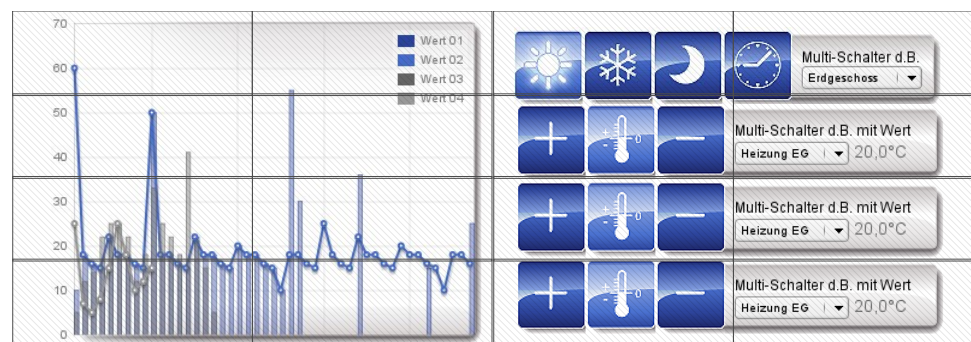 70
60
50
40
30
20
10
0
Wert 01
Wert 02
Wert 03
Wert 04
Multi-Schalter d.B.
Erdgeschoss
Multi-Schalter d.B. mit Wert
Heizung EG 20,0°C
Multi-Schalter d.B. mit Wert
Heizung EG 20,0°C
Multi-Schalter d.B. mit Wert
Heizung EG 20,0°C